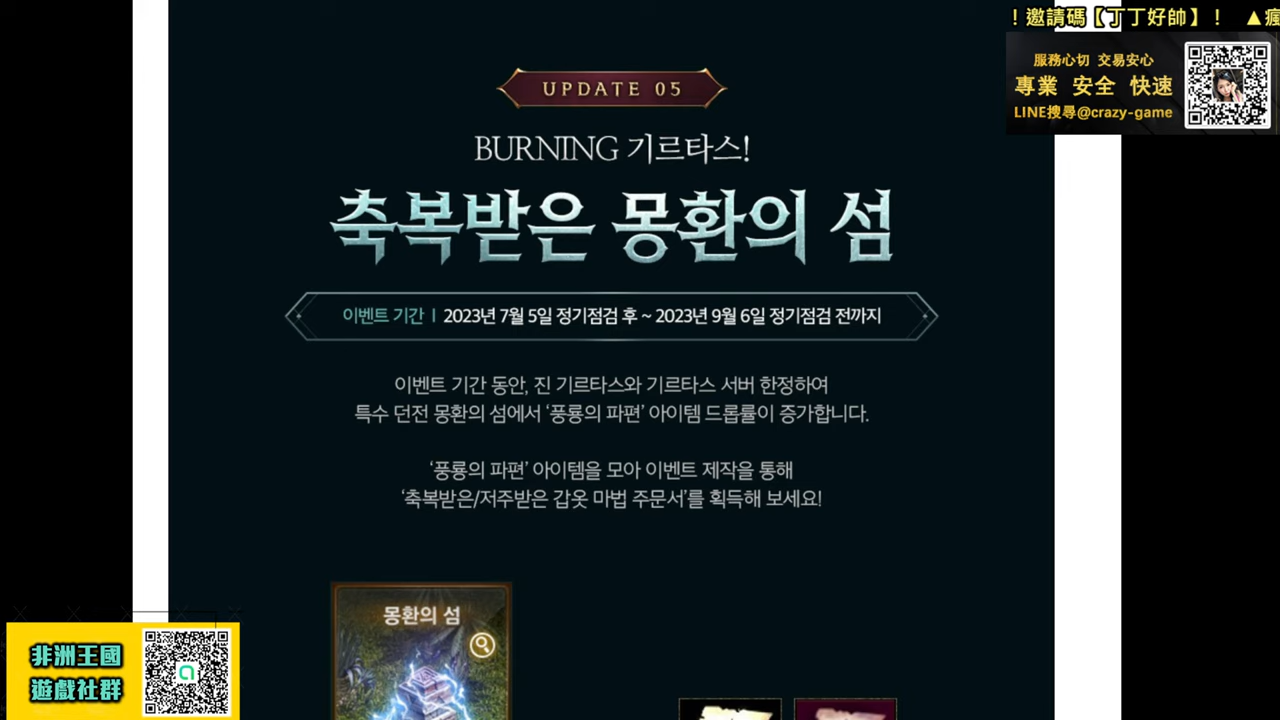 ！邀請碼【丁丁好帥】！ ▲瘋
服務心切 交易安心
專業 安全 快速
LINE搜尋@crazy-game
UPDATE 05
BURNING 기르타스!
축복받은 몽환의 섬
이벤트 기간 | 2023년 7월 5일 정기점검 후 ~ 2023년 9월 6일 정기점검 전까지
이벤트 기간 동안, 진 기르타스와 기르타스 서버 한정하여
특수 던전 몽환의 섬에서 ‘풍룡의 파편’ 아이템 드롭률이 증가합니다.
‘풍룡의 파편’ 아이템을 모아 이벤트 제작을 통해
‘축복받은/저주받은 갑옷 마법 주문서’를 획득해 보세요!
몽환의 섬
非洲王國
遊戲社群